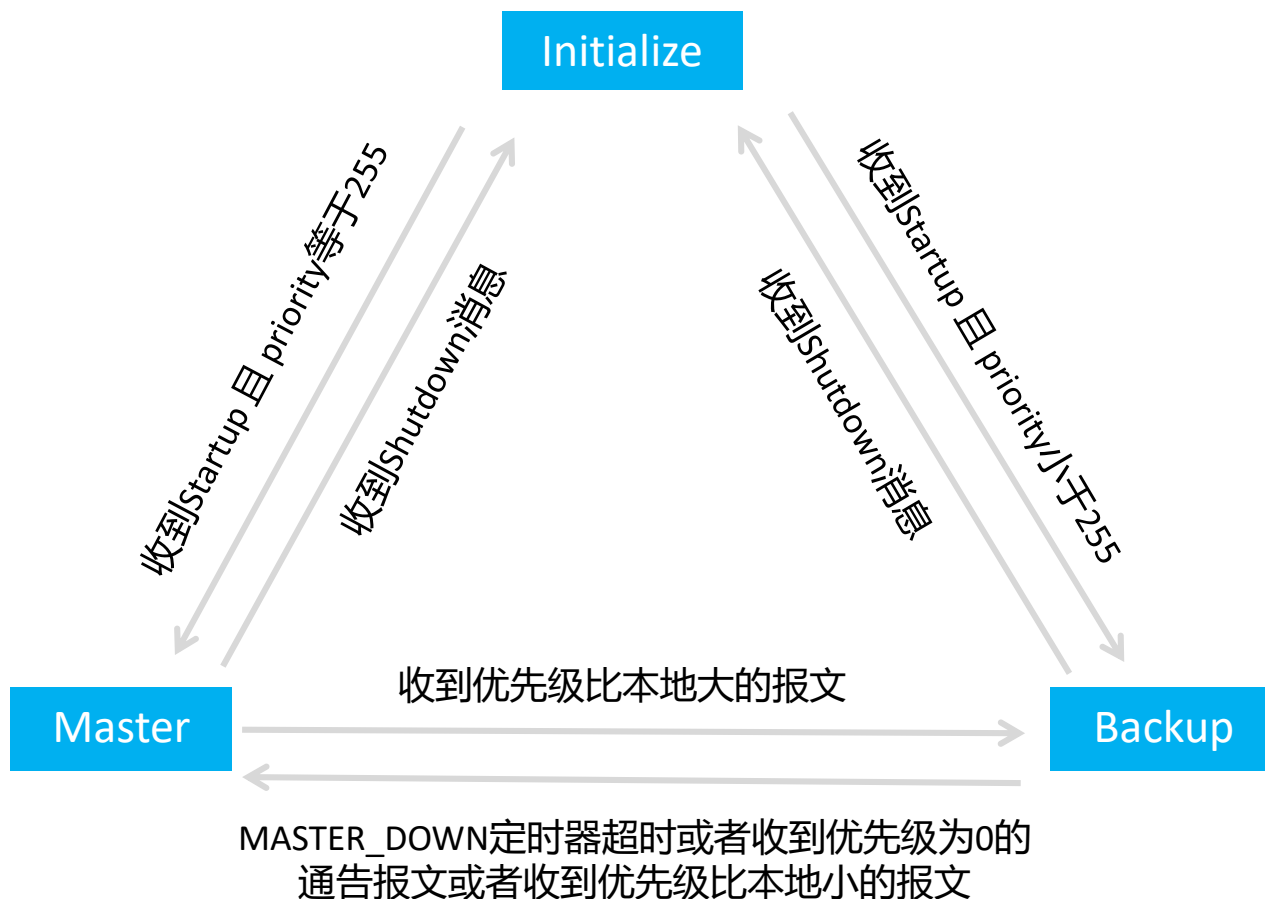 Initialize
收到Startup 且 priority等于255
收到Shutdown消息
收到Shutdown消息
收到Startup 且 priority小于255
收到优先级比本地大的报文
Master
Backup
MASTER_DOWN定时器超时或者收到优先级为0的
通告报文或者收到优先级比本地小的报文